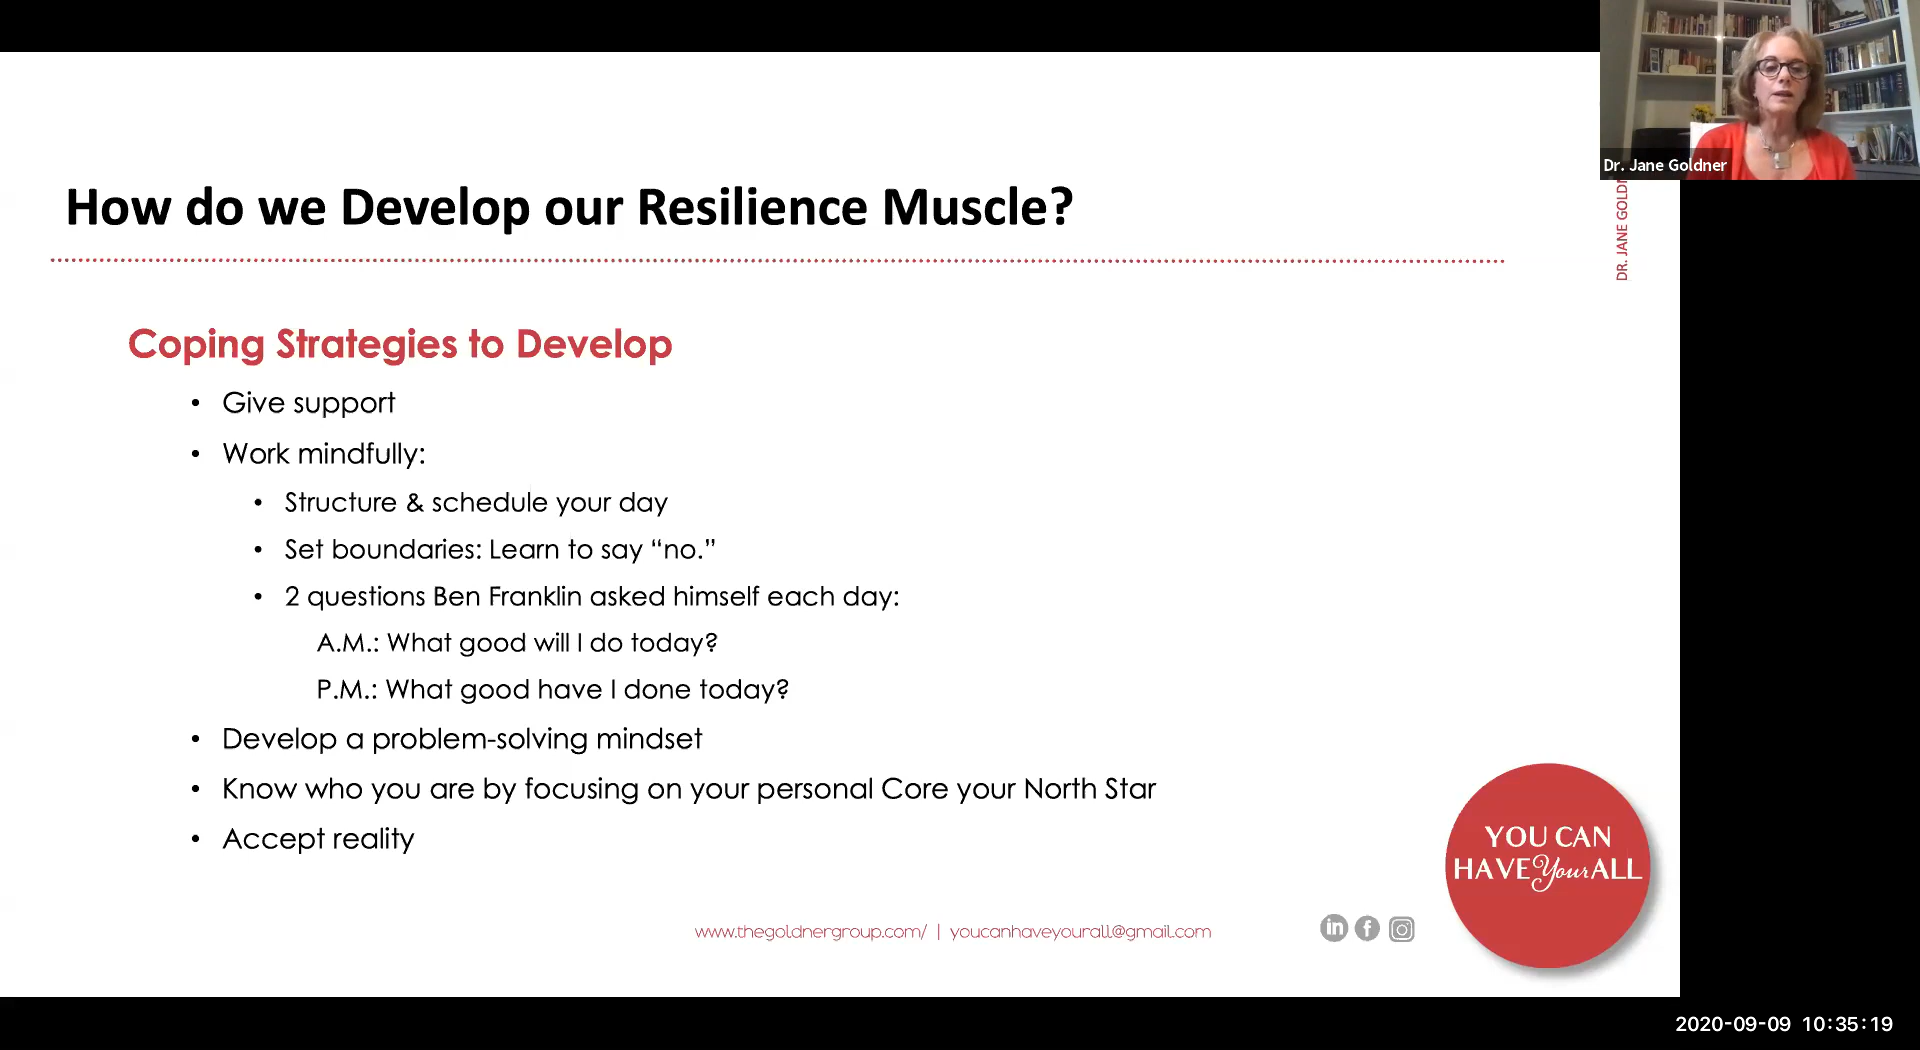 Dr. Jane Goldner
DR. JANE GOLDN
How do we Develop our Resilience Muscle?
Coping Strategies to Develop
• Give support
• Work mindfully:
• Structure & schedule your day
• Set boundaries: Learn to say “no.”
• 2 questions Ben Franklin asked himself each day:
A.M.: What good will I do today?
P.M.: What good have I done today?
• Develop a problem-solving mindset
• Know who you are by focusing on your personal Core your North Star
• Accept reality
YOU CAN
HAVE Your ALL
www.thegoldnergroup.com/ | youcanhaveyourall@gmail.com
in f
2020-09-09 10:35:19